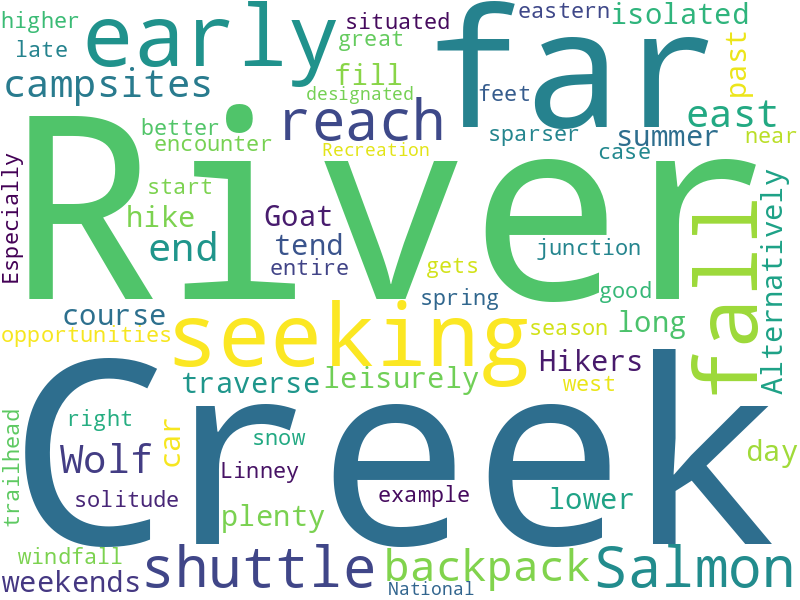 higher
early
far
situated
eastern
isolated
late
great
campsites
fill
past
designated
feet
reach
east
better
sparser
summer
near
encounter
Recreation
case
River
Especially
start
fall
Alternatively
hike
Goat
end
tend
junction
entire
gets
spring
good
course
seeking
season
long
opportunities
Hikers
traverse
leisurely
west
Creek
trailhead
right
car
snow
day
Wolf
Linney
solitude
example
lower
plenty
windfall
shuttle
backpack
Salmon
weekends
National